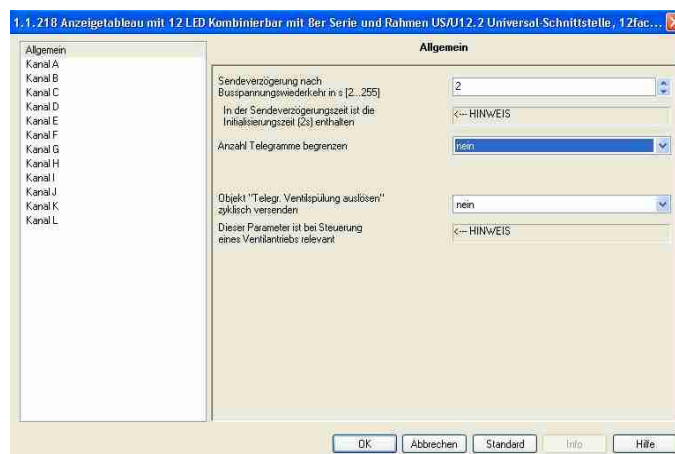 1.1.218 Anzeigetableau mit 12 LED Kombinierbar mit 8er Serie und Rahmen US/U12.2 Universal-Schnittstelle, 12fac...
Allgemein
Kanal A
Kanal B
Kanal C
Kanal D
Kanal E
Kanal F
Kanal G
Kanal H
Kanal I
Kanal J
Kanal K
Kanal L
Allgemein
Sendeverzögerung nach
Busspannungswiederkehr in s [2...255]
2
In der Sendeverzögerungszeit ist die
Initialisierungszeit (2s) enthalten
<--- HINWEIS
Anzahl Telegramme begrenzen
nein
Objekt "Telegr. Ventilspülung auslösen"
zyklisch versenden
nein
Dieser Parameter ist bei Steuerung
eines Ventilantriebs relevant
<--- HINWEIS
OK
Abbrechen
Standard
Info
Hilfe